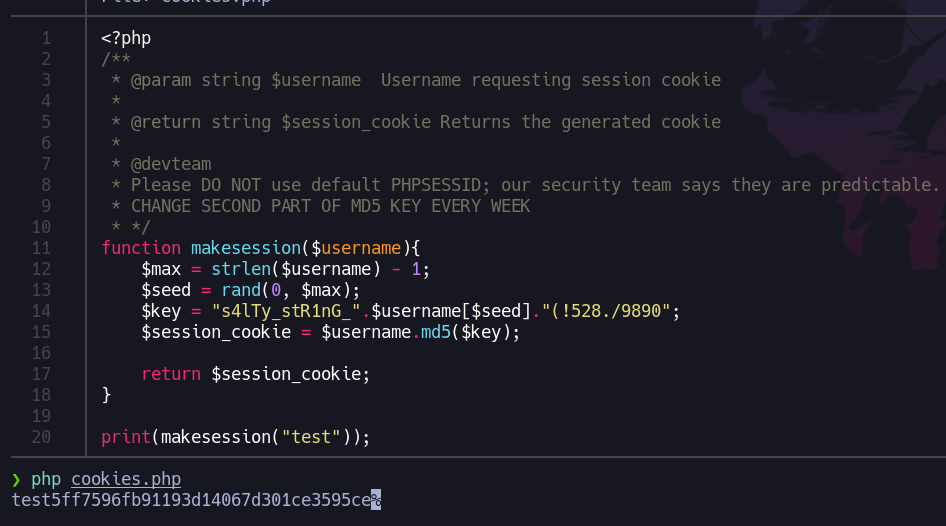 File: cookies.php
1 <?php
2 /**
3  * @param string $username  Username requesting session cookie
4  *
5  * @return string $session_cookie Returns the generated cookie
6  *
7  * @devteam
8  * Please DO NOT use default PHPSESSID; our security team says they are predictable.
9  * CHANGE SECOND PART OF MD5 KEY EVERY WEEK
10  * */
11 function makesession($username){
12     $max = strlen($username) - 1;
13     $seed = rand(0, $max);
14     $key = "s4lTy_stR1nG_".$username[$seed]."(!528./9890";
15     $session_cookie = $username.md5($key);
16
17     return $session_cookie;
18 }
19
20 print(makesession("test"));
❯ php cookies.php
test5ff7596fb91193d14067d301ce3595ce%